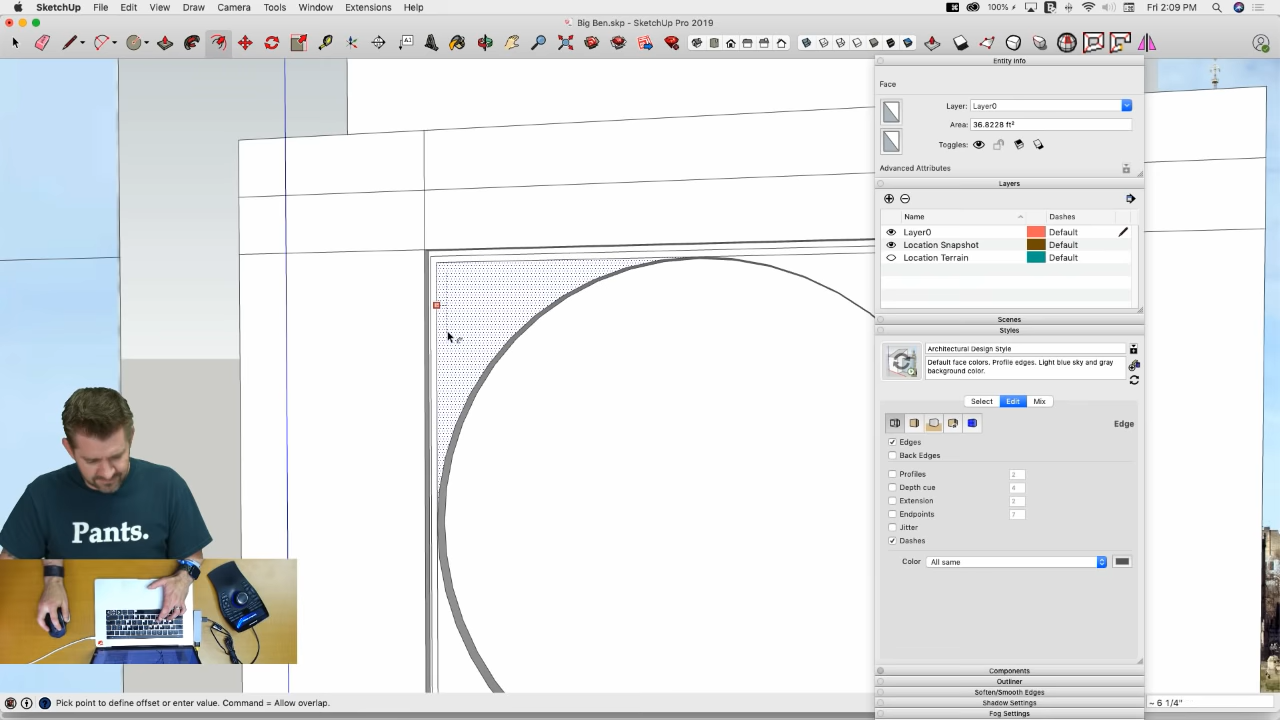 SketchUp File Edit View Draw Camera Tools Window Extensions Help 100% Fri 2:09 PM
Big Ben.skp - SketchUp Pro 2019
Entity Info
Face
Layer: Layer0
Area: 36.8228 ft²
Toggles:
Advanced Attributes
Layers
Name Dashes
Layer0 Default
Location Snapshot Default
Location Terrain Default
Scenes
Styles
Architectural Design Style
Default face colors. Profile edges. Light blue sky and gray
background color.
Select Edit Mix
Edge
Edges
Back Edges
Profiles 2
Depth cue 4
Extension 2
Endpoints 7
Jitter
Dashes
Color All same
Pants.
Components
Outliner
Soften/Smooth Edges
Shadow Settings
Fog Settings
Pick point to define offset or enter value. Command = Allow overlap. ~ 6 1/4"